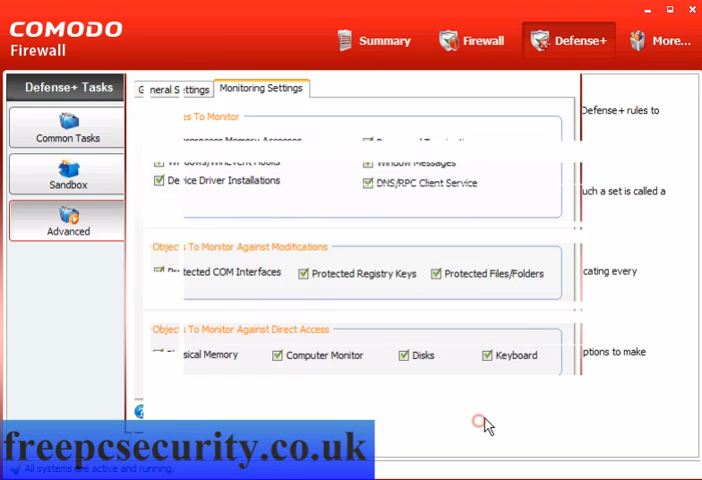 COMODO
Firewall
Summary
Firewall
Defense+
More...
Defense+ Tasks
Common Tasks
Sandbox
Advanced
Monitoring Settings
To Monitor
Window Messages
Device Driver Installations
DNS/RPC Client Service
Objects To Monitor Against Modifications
COM Interfaces
Protected Registry Keys
Protected Files/Folders
Objects To Monitor Against Direct Access
Memory
Computer Monitor
Disks
Keyboard
Defense+ rules to
such a set is called a
cating every
ptions to make
freepcsecurity.co.uk
All systems are active and running.